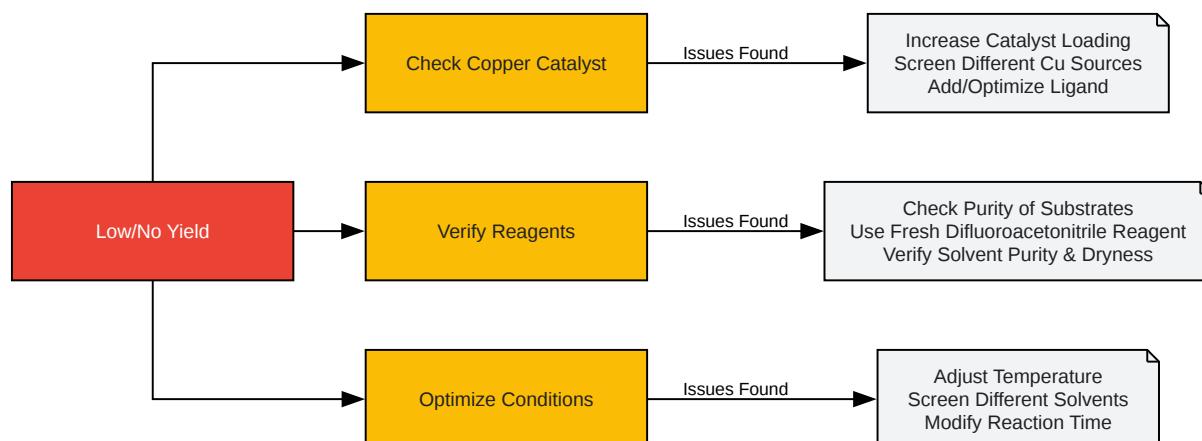 Check Copper Catalyst
Issues Found
Increase Catalyst Loading
Screen Different Cu Sources
Add/Optimize Ligand
Low/No Yield
Verify Reagents
Issues Found
Check Purity of Substrates
Use Fresh Difluoroacetonitrile Reagent
Verify Solvent Purity & Dryness
Optimize Conditions
Issues Found
Adjust Temperature
Screen Different Solvents
Modify Reaction Time